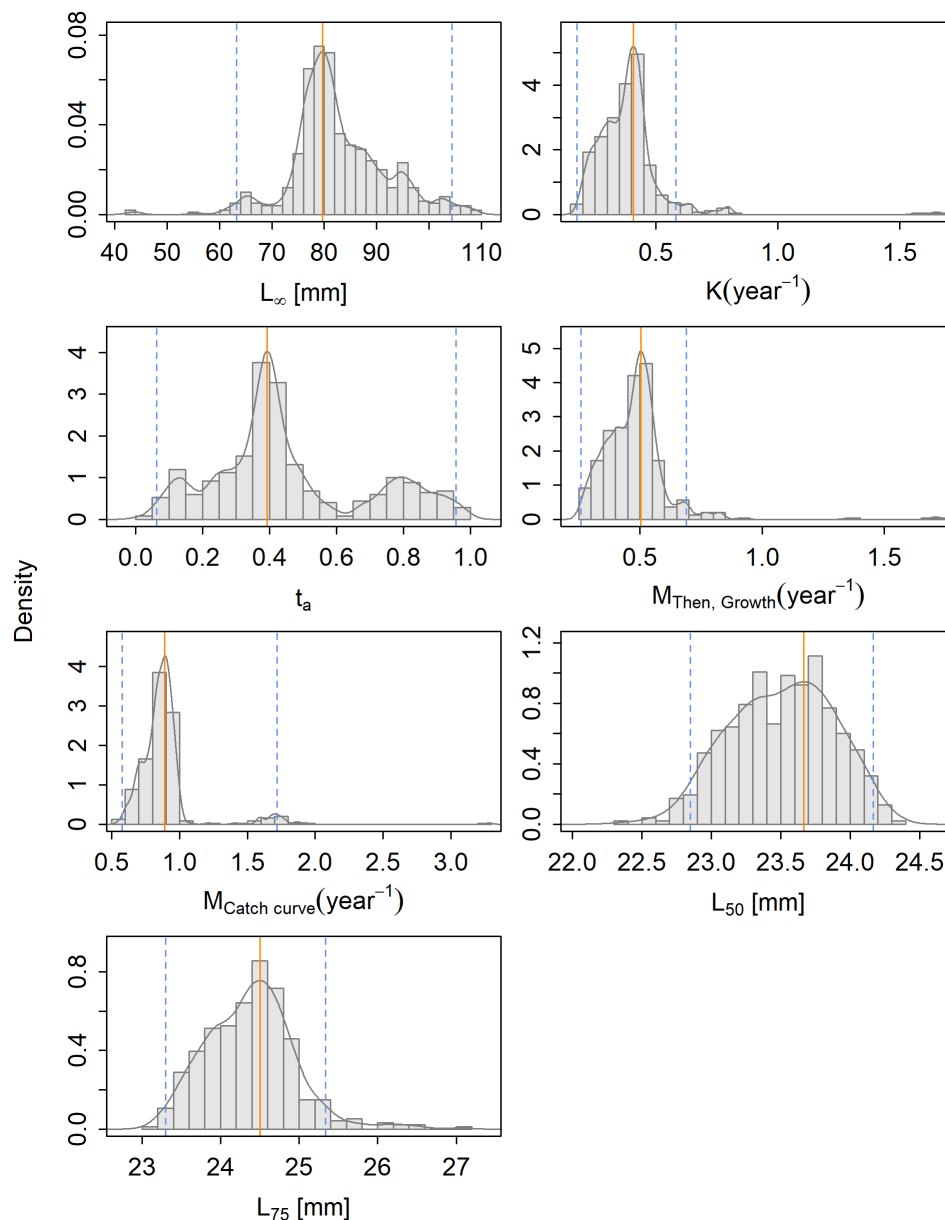 0.00 0.04 0.08
40 50 60 70 80 90 100 110
L∞ [mm]
0 2 4
0.5 1.0 1.5
K(year⁻¹)
0 1 2 3 4
0.0 0.2 0.4 0.6 0.8 1.0
tₐ
0 1 2 3 4 5
0.5 1.0 1.5
M Then, Growth(year⁻¹)
Density
0 1 2 3 4
0.5 1.0 1.5 2.0 2.5 3.0
M Catch curve(year⁻¹)
0.0 0.4 0.8 1.2
22.0 22.5 23.0 23.5 24.0 24.5
L₅₀ [mm]
0.0 0.4 0.8
23 24 25 26 27
L₇₅ [mm]